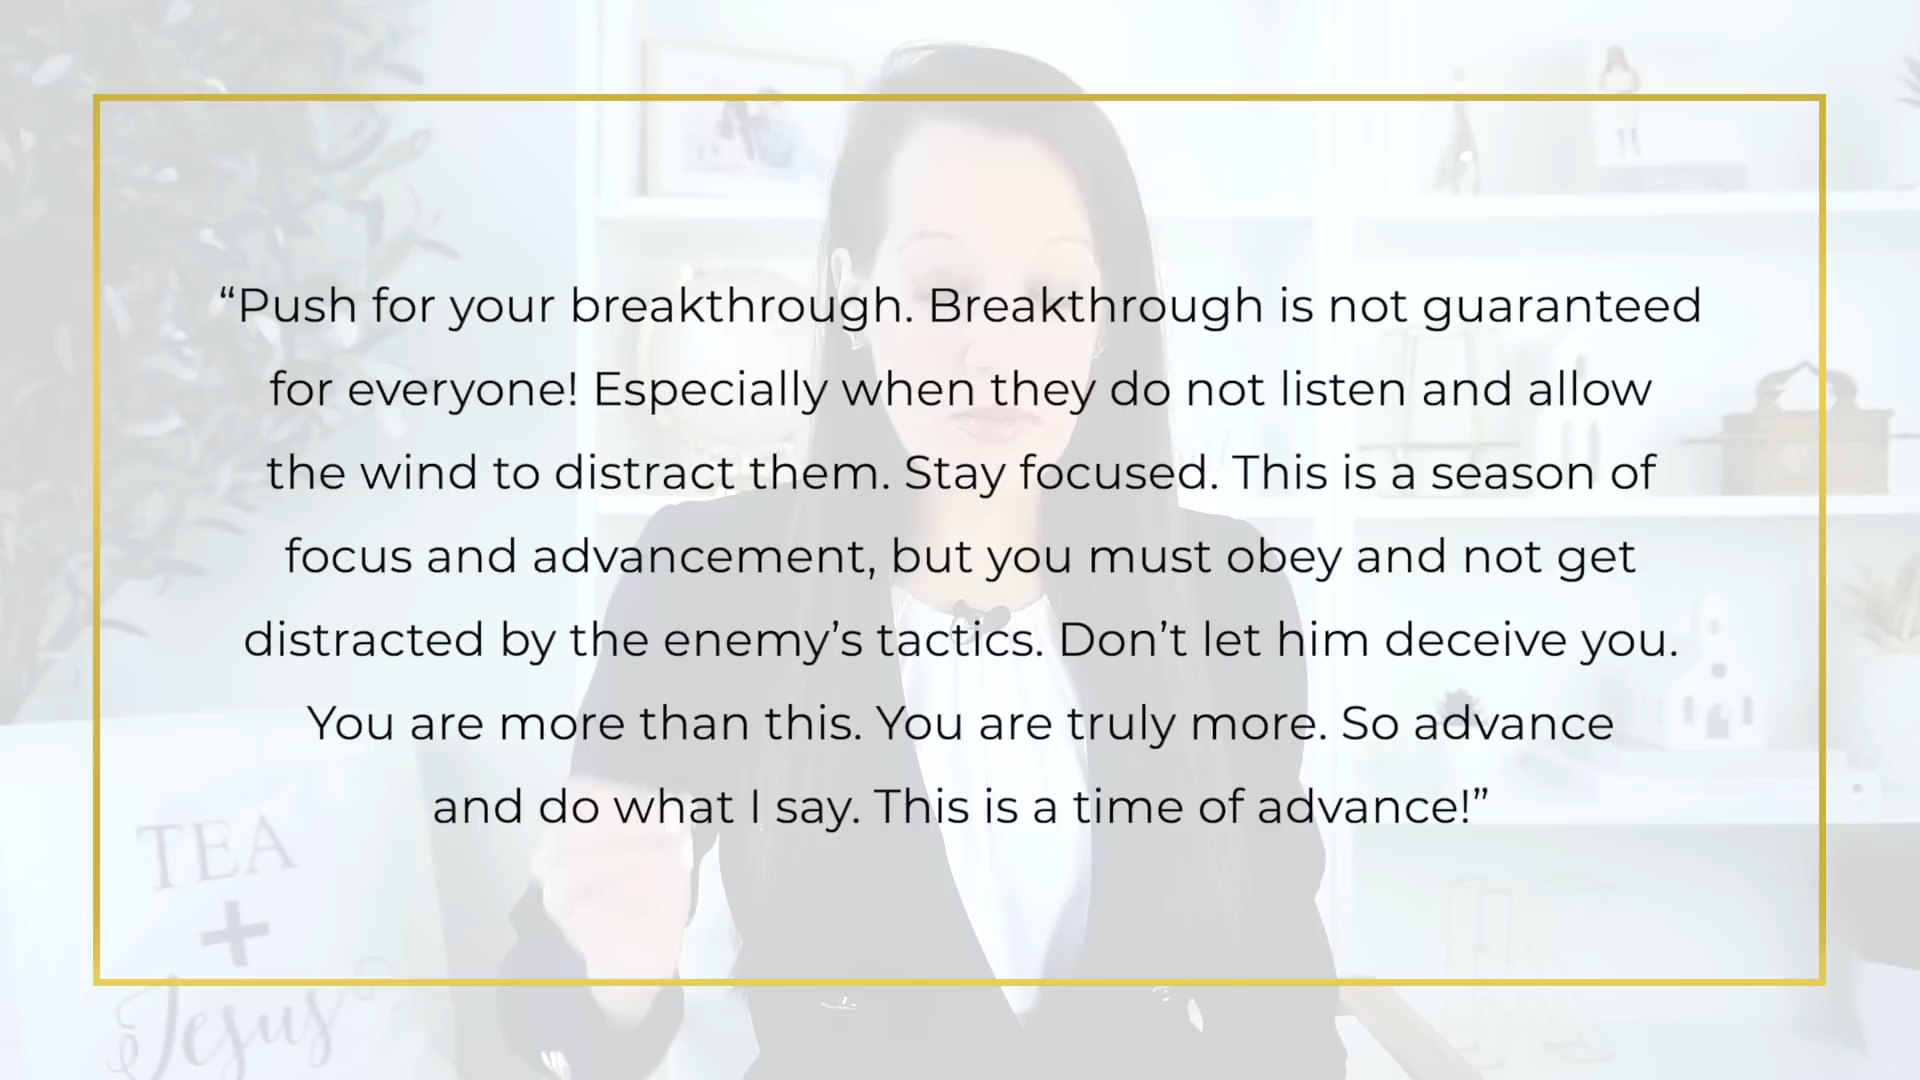 “Push for your breakthrough. Breakthrough is not guaranteed
for everyone! Especially when they do not listen and allow
the wind to distract them. Stay focused. This is a season of
focus and advancement, but you must obey and not get
distracted by the enemy’s tactics. Don’t let him deceive you.
You are more than this. You are truly more. So advance
and do what I say. This is a time of advance!”
TEA
+
Jesus